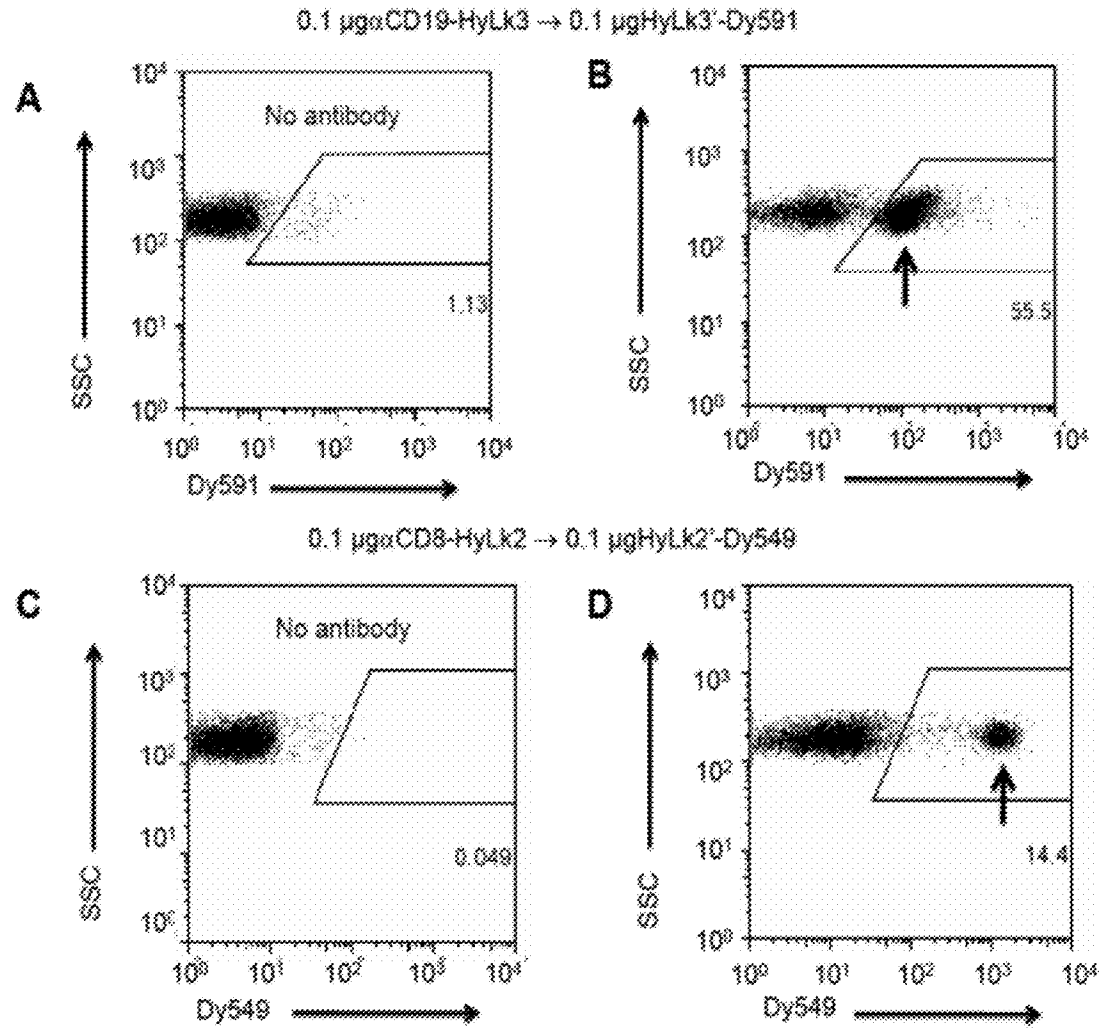 0.1 µgαCD19-HyLk3 → 0.1 µgHyLk3'-Dy591
A
B
No antibody
10⁴
10³
10²
10¹
10⁰
SSC
1.13
10⁰ 10¹ 10² 10³ 10⁴
Dy591
10⁴
10³
10²
10¹
10⁰
SSC
55.5
10⁰ 10¹ 10² 10³ 10⁴
Dy591
0.1 µgαCD8-HyLk2 → 0.1 µgHyLk2'-Dy549
C
D
No antibody
10⁴
10³
10²
10¹
10⁰
SSC
0.049
10⁰ 10¹ 10² 10³ 10⁴
Dy549
10⁴
10³
10²
10¹
10⁰
SSC
14.4
10⁰ 10¹ 10² 10³ 10⁴
Dy549